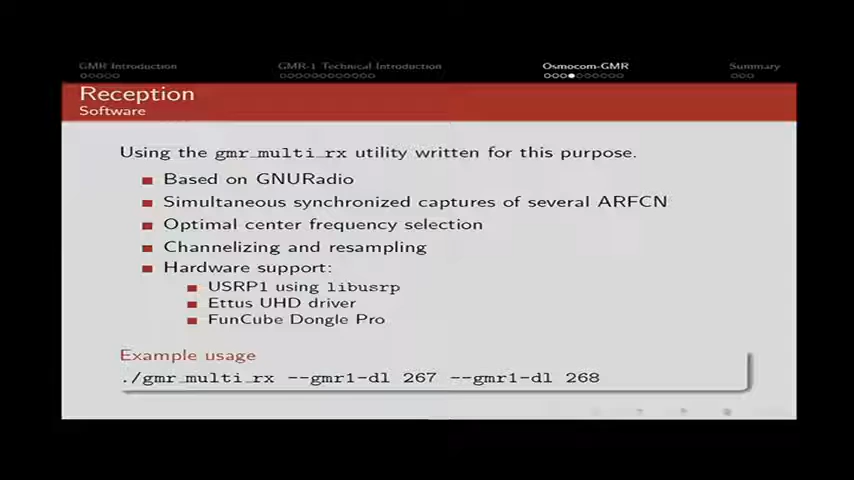 GMR Introduction
GMR-1 Technical Introduction
Osmocom-GMR
Summary
Reception
Software
Using the gmr_multi_rx utility written for this purpose.
Based on GNURadio
Simultaneous synchronized captures of several ARFCN
Optimal center frequency selection
Channelizing and resampling
Hardware support:
USRP1 using libusrp
Ettus UHD driver
FunCube Dongle Pro
Example usage
./gmr_multi_rx --gmr1-dl 267 --gmr1-dl 268